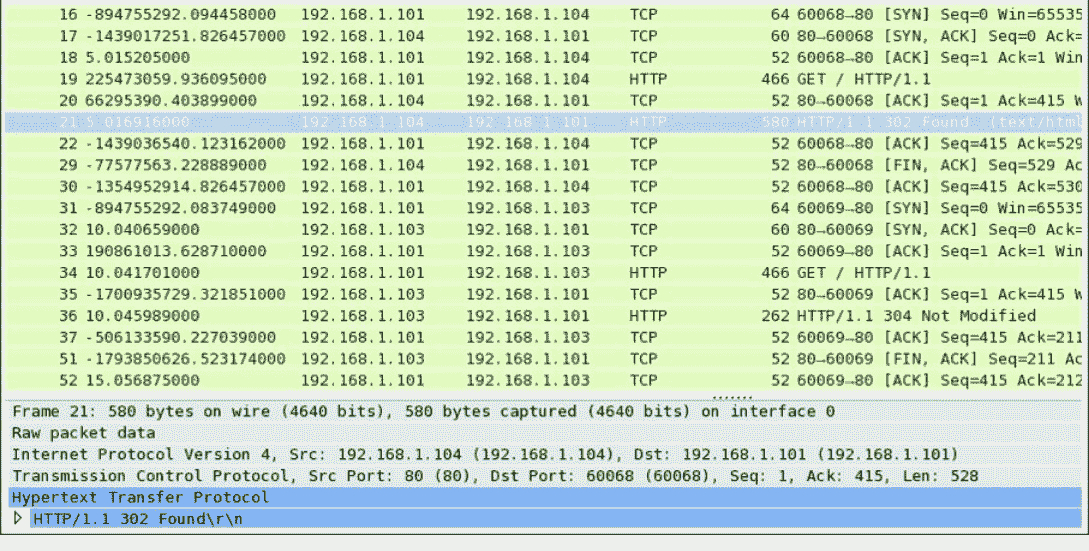 16 -894755292.094458000 192.168.1.101 192.168.1.104 TCP 64 60068→80 [SYN] Seq=0 Win=65535
17 -1439017251.826457000 192.168.1.104 192.168.1.101 TCP 60 80→60068 [SYN, ACK] Seq=0 Ack=
18 5.015205000 192.168.1.101 192.168.1.104 TCP 52 60068→80 [ACK] Seq=1 Ack=1 Win
19 225473059.936095000 192.168.1.101 192.168.1.104 HTTP 466 GET / HTTP/1.1
20 66295390.403899000 192.168.1.104 192.168.1.101 TCP 52 80→60068 [ACK] Seq=1 Ack=415 W
21 5.016916000 192.168.1.104 192.168.1.101 HTTP 580 HTTP/1.1 302 Found (text/html
22 -1439036540.123162000 192.168.1.101 192.168.1.104 TCP 52 60068→80 [ACK] Seq=415 Ack=529
29 -77577563.228889000 192.168.1.104 192.168.1.101 TCP 52 80→60068 [FIN, ACK] Seq=529 Ac
30 -1354952914.826457000 192.168.1.101 192.168.1.104 TCP 52 60068→80 [ACK] Seq=415 Ack=530
31 -894755292.083749000 192.168.1.101 192.168.1.103 TCP 64 60069→80 [SYN] Seq=0 Win=65535
32 10.040659000 192.168.1.103 192.168.1.101 TCP 60 80→60069 [SYN, ACK] Seq=0 Ack=
33 190861013.628710000 192.168.1.101 192.168.1.103 TCP 52 60069→80 [ACK] Seq=1 Ack=1 Win
34 10.041701000 192.168.1.101 192.168.1.103 HTTP 466 GET / HTTP/1.1
35 -1700935729.321851000 192.168.1.103 192.168.1.101 TCP 52 80→60069 [ACK] Seq=1 Ack=415 W
36 10.045989000 192.168.1.103 192.168.1.101 HTTP 262 HTTP/1.1 304 Not Modified
37 -506133590.227039000 192.168.1.101 192.168.1.103 TCP 52 60069→80 [ACK] Seq=415 Ack=211
51 -1793850626.523174000 192.168.1.103 192.168.1.101 TCP 52 80→60069 [FIN, ACK] Seq=211 Ac
52 15.056875000 192.168.1.101 192.168.1.103 TCP 52 60069→80 [ACK] Seq=415 Ack=212
Frame 21: 580 bytes on wire (4640 bits), 580 bytes captured (4640 bits) on interface 0
Raw packet data
Internet Protocol Version 4, Src: 192.168.1.104 (192.168.1.104), Dst: 192.168.1.101 (192.168.1.101)
Transmission Control Protocol, Src Port: 80 (80), Dst Port: 60068 (60068), Seq: 1, Ack: 415, Len: 528
Hypertext Transfer Protocol
HTTP/1.1 302 Found\r\n